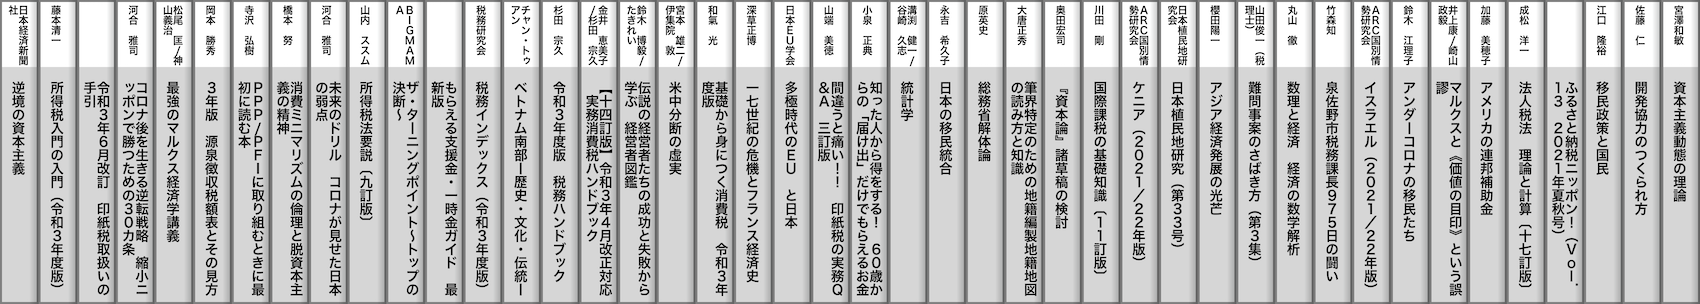 宮澤和敏
資本主義動態の理論
佐藤　仁
開発協力のつくられ方
江口　隆裕
移民政策と国民
ふるさと納税ニッポン！（Ｖｏｌ．
１３　２０２１年夏秋号）
成松　洋一
法人税法　理論と計算（十七訂版）
加藤　美穂子
アメリカの連邦補助金
井上康/崎山
政毅
マルクスと《価値の目印》という誤
謬
鈴木　江理子
アンダーコロナの移民たち
ＡＲＣ国別情
勢研究会
イスラエル（２０２１／２２年版）
竹森知
泉佐野市税務課長９７５日の闘い
丸山　徹
数理と経済　経済の数学解析
山田俊一（税
理士）
難問事案のさばき方（第３集）
櫻田陽一
アジア経済発展の光芒
日本植民地研
究会
日本植民地研究（第３３号）
ＡＲＣ国別情
勢研究会
ケニア（２０２１／２２年版）
川田　剛
国際課税の基礎知識（１１訂版）
奥田宏司
『資本論』諸草稿の検討
大唐正秀
筆界特定のための地籍編製地籍地図
の読み方と知識
原英史
総務省解体論
永吉　希久子
日本の移民統合
溝渕　健一/
谷﨑　久志
統計学
小泉　正典
知った人から得をする！　６０歳か
らの「届け出」だけでもらえるお金
山端　美徳
間違うと痛い！！　印紙税の実務Ｑ
＆Ａ　三訂版
日本ＥＵ学会
多極時代のＥＵ　と日本
深草正博
一七世紀の危機とフランス経済史
和氣　光
基礎から身につく消費税　令和３年
度版
宮本　雄二/
伊集院　敦
米中分断の虚実
鈴木　博毅/
たきれい
伝説の経営者たちの成功と失敗から
学ぶ　経営者図鑑
金井　恵美子
/杉田　宗久
【十四訂版】令和３年４月改正対応
　実務消費税ハンドブック
杉田　宗久
令和３年度版　税務ハンドブック
チャン・トゥ
アン
ベトナム南部ー歴史・文化・伝統ー
税務研究会
税務インデックス（令和３年度版）
もらえる支援金・一時金ガイド　最
新版
ＢＩＧＭＡＭ
Ａ
ザ・ターニングポイント～トップの
決断～
山内　ススム
所得税法要説（九訂版）
河合　雅司
未来のドリル　コロナが見せた日本
の弱点
橋本　努
消費ミニマリズムの倫理と脱資本主
義の精神
寺沢　弘樹
ＰＰＰ/ＰＦＩに取り組むときに最
初に読む本
岡本　勝秀
３年版　源泉徴収税額表とその見方
松尾　匡/神
山義治
最強のマルクス経済学講義
河合　雅司
コロナ後を生きる逆転戦略　縮小ニ
ッポンで勝つための３０カ条
令和３年６月改訂　印紙税取扱いの
手引
藤本清一
所得税入門の入門（令和３年度版）
日本経済新聞
社
逆境の資本主義